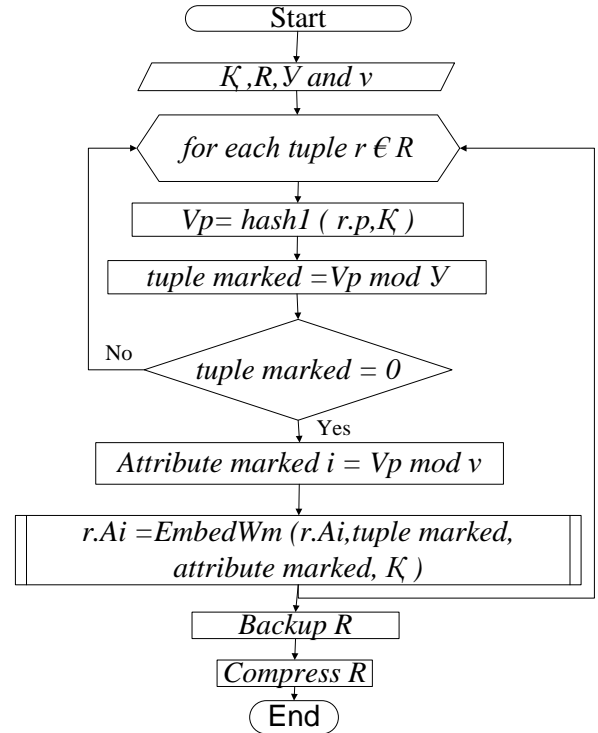 Start
Қ ,R,У and v
for each tuple r € R
Vp= hash1 ( r.p,Қ )
tuple marked =Vp mod У
No
tuple marked = 0
Yes
Attribute marked i = Vp mod v
r.Ai =EmbedWm (r.Ai,tuple marked,
attribute marked, Қ )
Backup R
Compress R
End